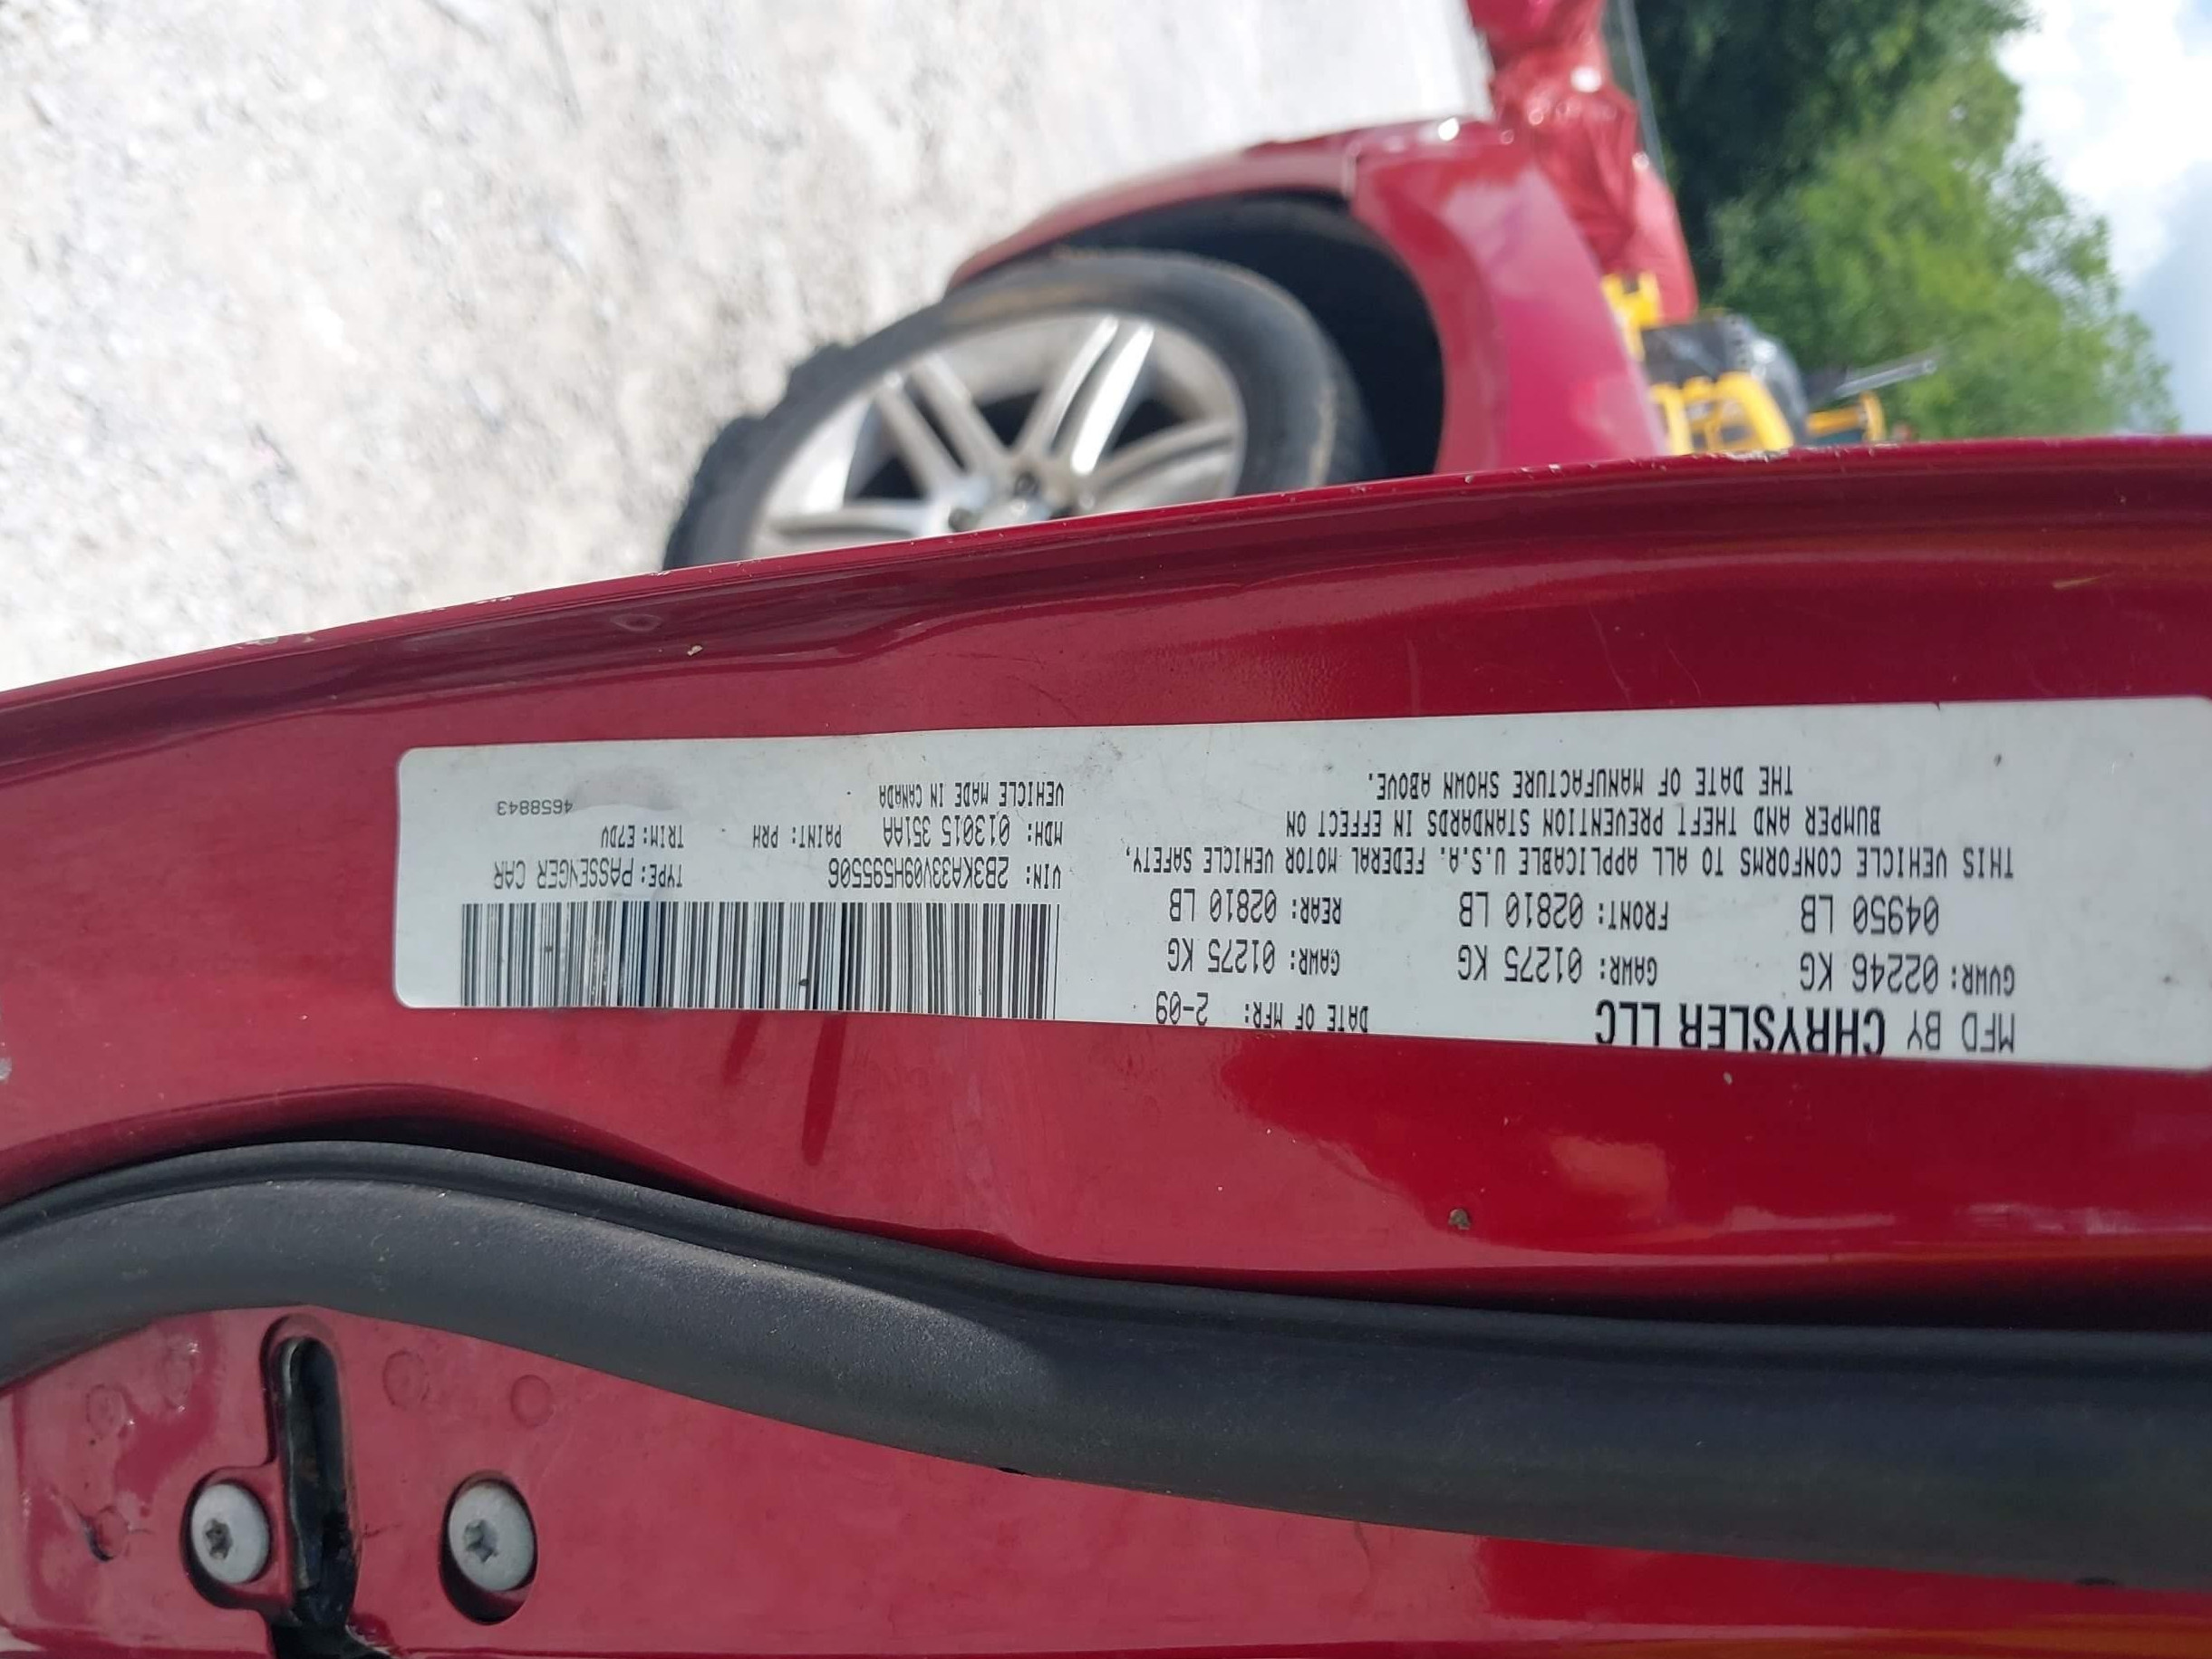 MFD BY CHRYSLER LLC DATE OF MFR: 2-09
GVWR: 02246 KG GAWR: 01275 KG GAWR: 01275 KG
04950 LB FRONT: 02810 LB REAR: 02810 LB
THIS VEHICLE CONFORMS TO ALL APPLICABLE U.S.A. FEDERAL MOTOR VEHICLE SAFETY,
BUMPER AND THEFT PREVENTION STANDARDS IN EFFECT ON
THE DATE OF MANUFACTURE SHOWN ABOVE.
VIN: 2B3KA33V09H595506 TYPE: PASSENGER CAR
MDH: 013015 351AA PAINT: PRH TRIM: E7DV
VEHICLE MADE IN CANADA 4658843